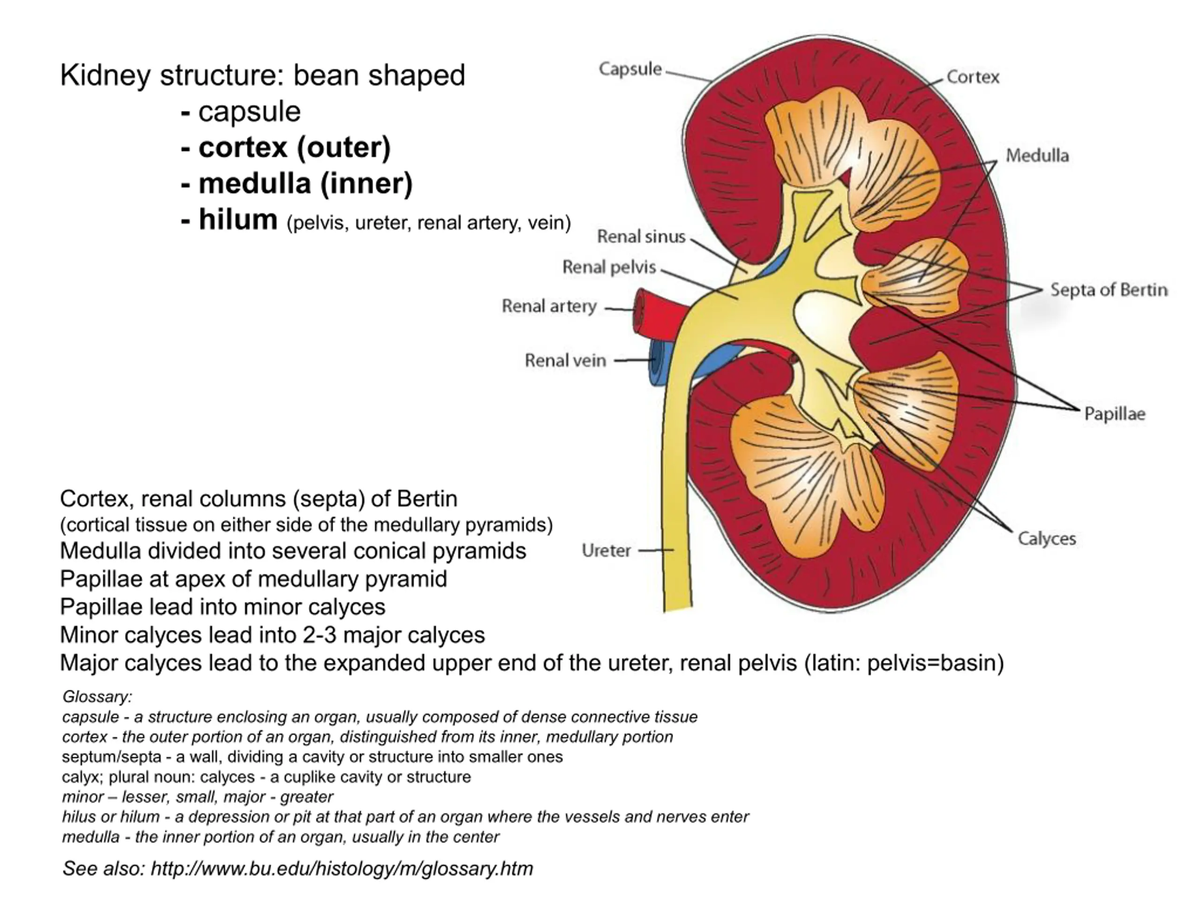 Kidney structure: bean shaped
- capsule
- cortex (outer)
- medulla (inner)
- hilum (pelvis, ureter, renal artery, vein)
Capsule
Cortex
Medulla
Renal sinus
Renal pelvis
Septa of Bertin
Renal artery
Renal vein
Papillae
Calyces
Ureter
Cortex, renal columns (septa) of Bertin
(cortical tissue on either side of the medullary pyramids)
Medulla divided into several conical pyramids
Papillae at apex of medullary pyramid
Papillae lead into minor calyces
Minor calyces lead into 2-3 major calyces
Major calyces lead to the expanded upper end of the ureter, renal pelvis (latin: pelvis=basin)
Glossary:
capsule - a structure enclosing an organ, usually composed of dense connective tissue
cortex - the outer portion of an organ, distinguished from its inner, medullary portion
septum/septa - a wall, dividing a cavity or structure into smaller ones
calyx; plural noun: calyces - a cuplike cavity or structure
minor – lesser, small, major - greater
hilus or hilum - a depression or pit at that part of an organ where the vessels and nerves enter
medulla - the inner portion of an organ, usually in the center
See also: http://www.bu.edu/histology/m/glossary.htm